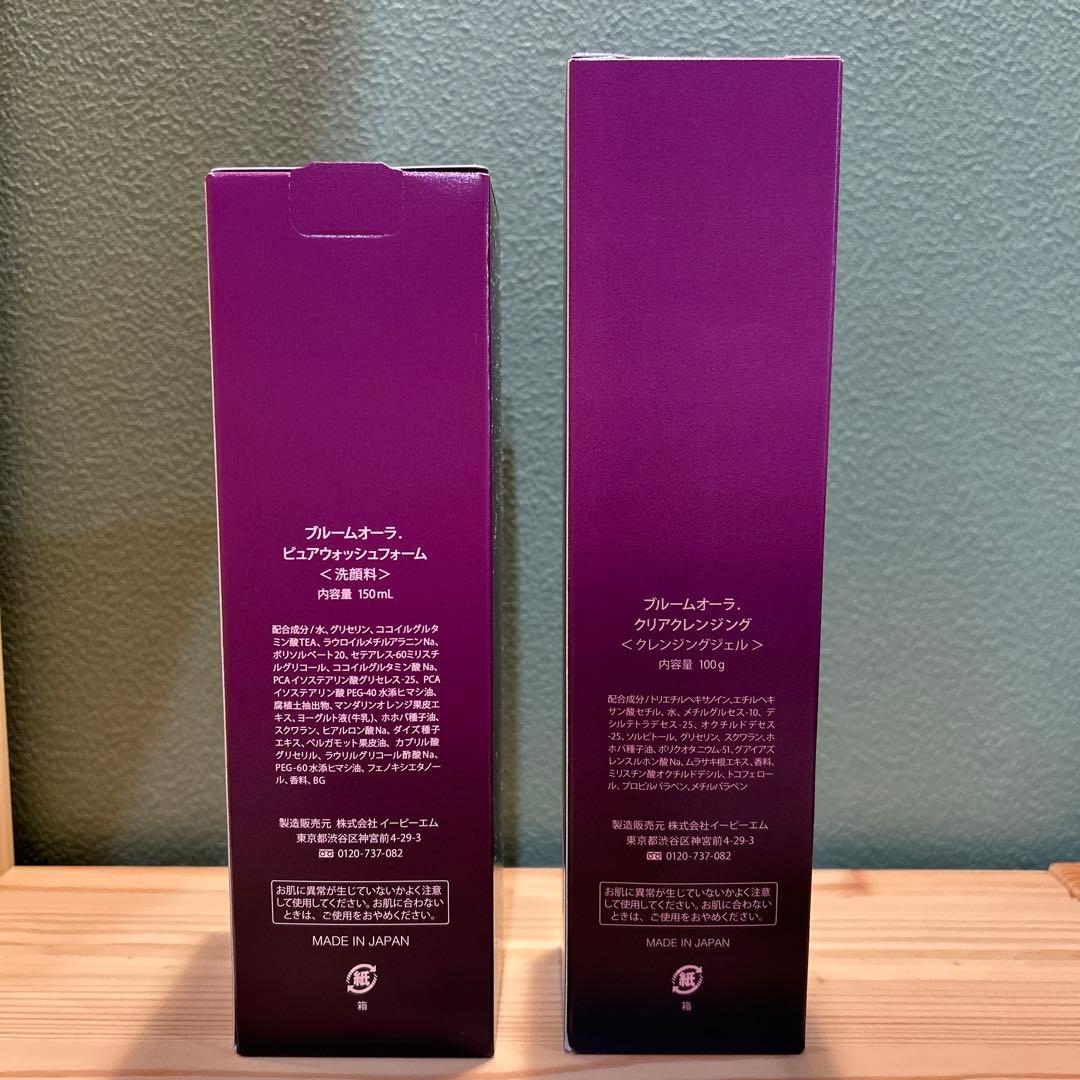 ブルームオーラ.
ピュアウォッシュフォーム
＜洗顔料＞
内容量 150mL
配合成分/水、グリセリン、ココイルグルタ
ミン酸TEA、ラウロイルメチルアラニンNa、
ポリソルベート20、セテアレス-60ミリスチ
ルグリコール、ココイルグルタミン酸Na、
PCAイソステアリン酸グリセレス-25、PCA
イソステアリン酸PEG-40水添ヒマシ油、
腐植土抽出物、マンダリンオレンジ果皮エ
キス、ヨーグルト液(牛乳)、ホホバ種子油、
スクワラン、ヒアルロン酸Na、ダイズ種子
エキス、ベルガモット果皮油、カプリル酸
グリセリル、ラウリルグリコール酢酸Na、
PEG-60水添ヒマシ油、フェノキシエタノー
ル、香料、BG
製造販売元 株式会社 イーピーエム
東京都渋谷区神宮前4-29-3
0120-737-082
お肌に異常が生じていないかよく注意
して使用してください。お肌に合わない
ときは、ご使用をおやめください。
MADE IN JAPAN
紙
箱
ブルームオーラ.
クリアクレンジング
＜クレンジングジェル＞
内容量 100g
配合成分/トリエチルヘキサノイン、エチルヘキ
サン酸セチル、水、メチルグルセス-10、デ
シルテトラデセス-25、オクチルドデセス
-25、ソルビトール、グリセリン、スクワラン、ホ
ホバ種子油、ポリクオタニウム-51、グアイアズ
レンスルホン酸Na、ムラサキ根エキス、香料、
ミリスチン酸オクチルドデシル、トコフェロー
ル、プロピルパラベン、メチルパラベン
製造販売元 株式会社イーピーエム
東京都渋谷区神宮前4-29-3
0120-737-082
お肌に異常が生じていないかよく注意
して使用してください。お肌に合わない
ときは、ご使用をおやめください。
MADE IN JAPAN
紙
箱